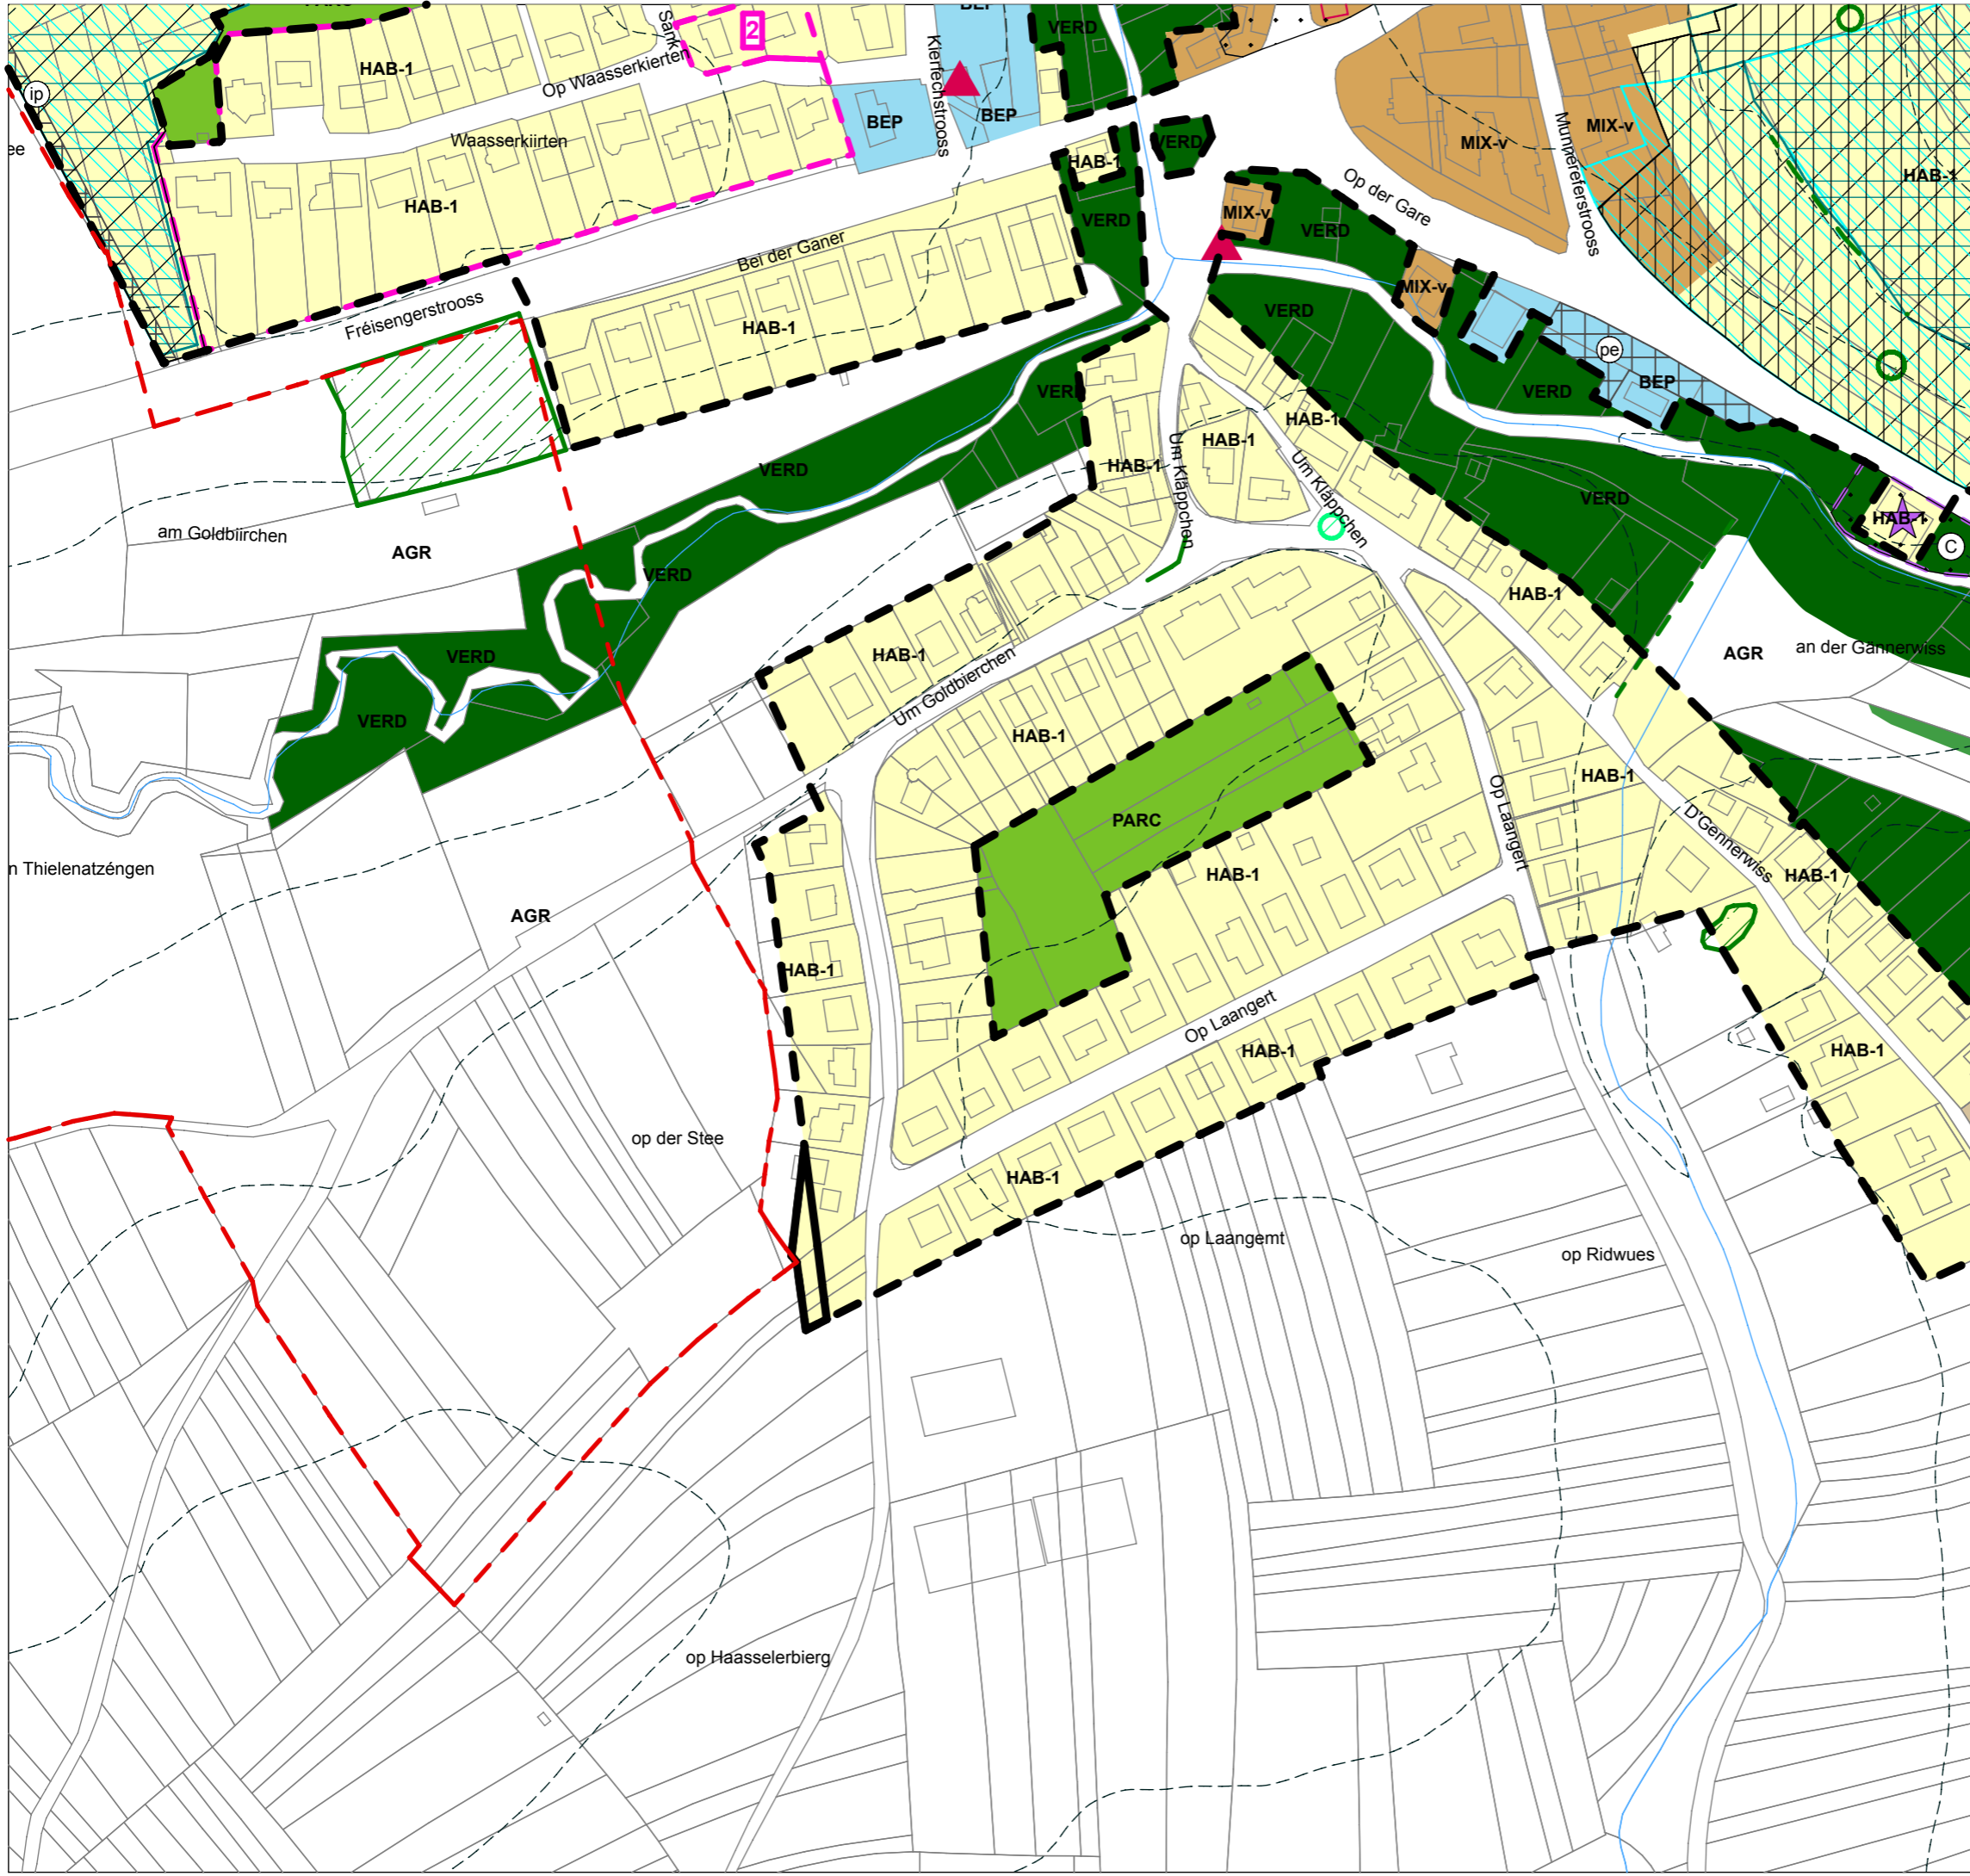 BEP
VERD
2
Sank
HAB-1
Op Waasserkierten
Kierfechstrooss
ip
Waasserkiirten
BEP
BEP
MIX-v
MIX-v
Munnereferstrooss
ee
HAB-1
VERD
HAB-1
HAB-1
Op der Gare
VERD
MIX-v
VERD
Bei der Ganer
MIX-v
VERD
Fréisengerstrooss
HAB-1
pe
BEP
VERD
VERD
HAB-1
HAB-1
VERD
HAB-1
Um Kläppchen
Um Kläppchen
VERD
HAB-1
C
am Goldbiirchen
AGR
VERD
HAB-1
VERD
HAB-1
Um Goldbierchen
AGR
an der Gännerwiss
VERD
HAB-1
HAB-1
PARC
Op Laangert
D'Gennerwiss
n Thielenatzéngen
HAB-1
HAB-1
AGR
HAB-1
Op Laangert
HAB-1
HAB-1
op der Stee
HAB-1
op Laangemt
op Ridwues
op Haasselerbierg